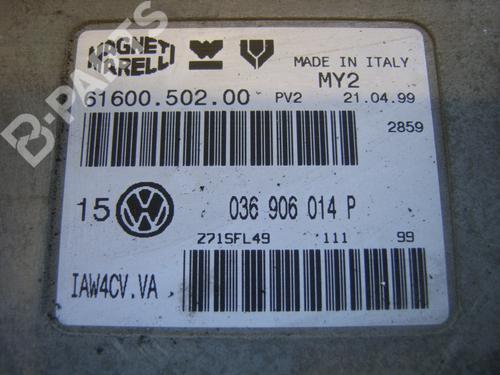 MAGNETI MARELLI
MADE IN ITALY
MY2
61600.502.00 PV2 21.04.99
2859
15 VW 036 906 014 P
Z71SFL49 111 99
IAW4CV.VA
B-PARTS